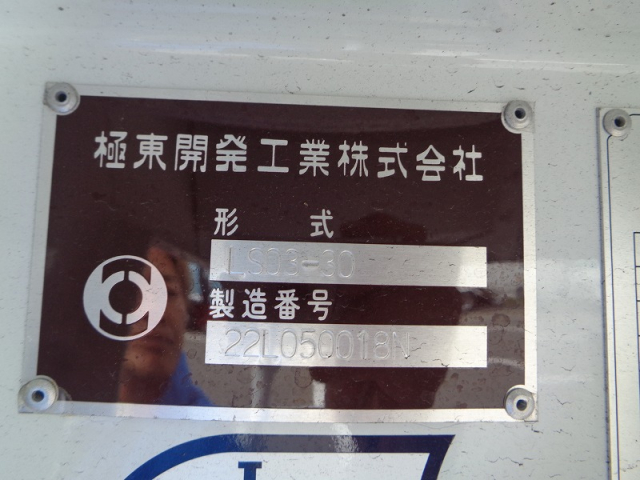 極東開発工業株式会社
形 式
LS03-30
製造番号
22L050018N